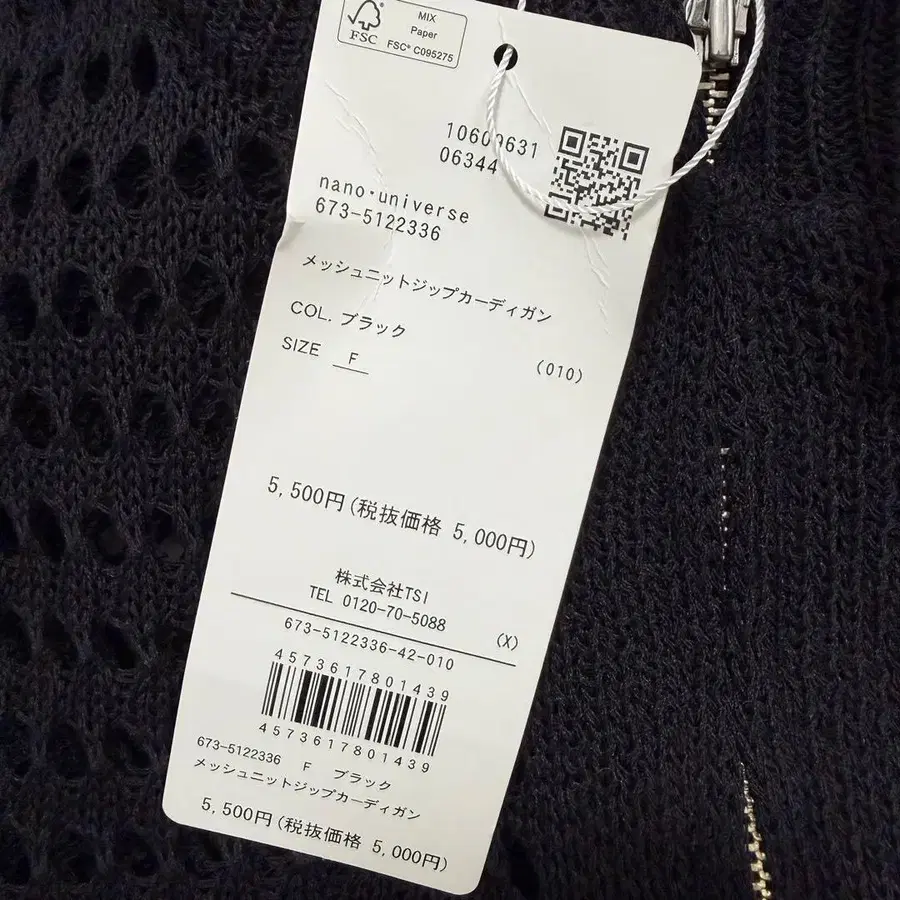 FSC
MIX
Paper
FSC® C095275
06344
nano・universe
673-5122336
メッシュニットジップカーディガン
COL. ブラック
SIZE F
(010)
5,500円(税抜価格 5,000円)
株式会社TSI
TEL 0120-70-5088
(X)
673-5122336-42-010
4573617801439
4573617801439
673-5122336 F ブラック
メッシュニットジップカーディガン
5,500円(税抜価格 5,000円)